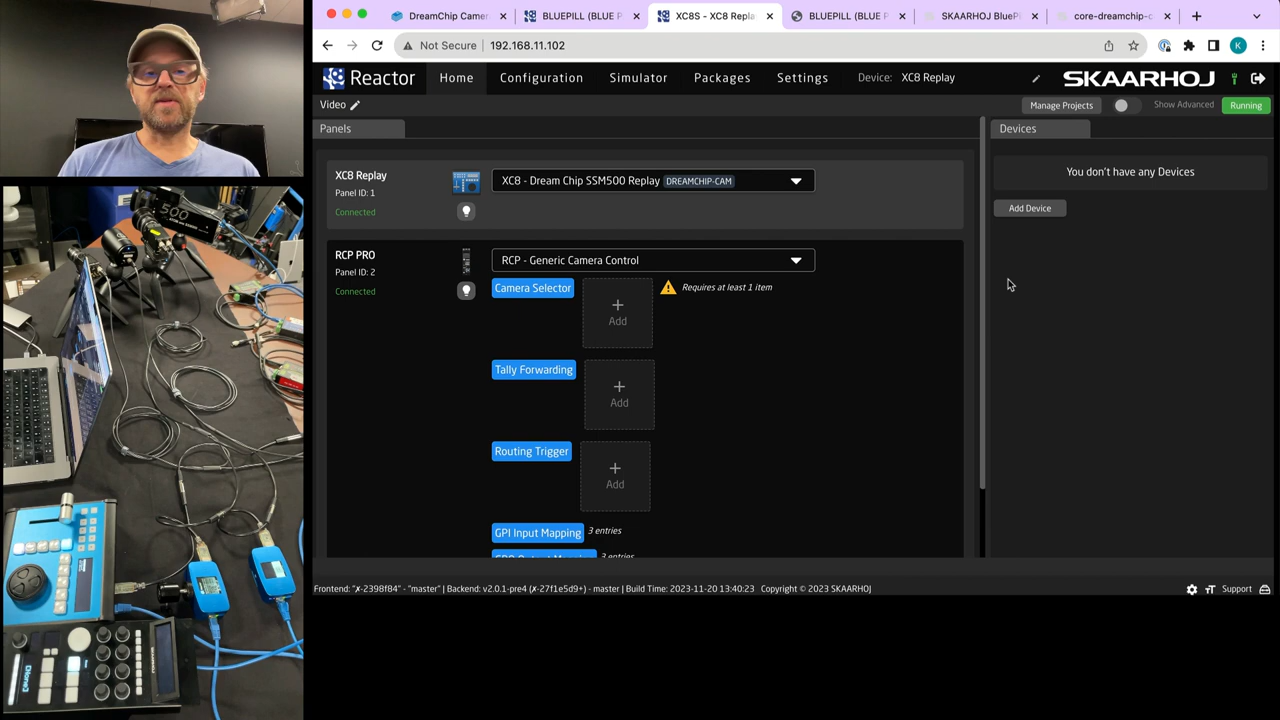 DreamChip Camer
BLUEPILL (BLUE P
XC8S - XC8 Repla
BLUEPILL (BLUE P
SKAARHOJ BluePi
core-dreamchip-c
Not Secure 192.168.11.102
K
Reactor Home Configuration Simulator Packages Settings Device: XC8 Replay SKAARHOJ
Video Manage Projects Show Advanced Running
Panels
Devices
XC8 Replay
Panel ID: 1
Connected
XC8 - Dream Chip SSM500 Replay DREAMCHIP-CAM
You don't have any Devices
Add Device
RCP PRO
Panel ID: 2
Connected
RCP - Generic Camera Control
Camera Selector
Add
Requires at least 1 item
Tally Forwarding
Add
Routing Trigger
Add
GPI Input Mapping 3 entries
GPO Output Mapping 3 entries
Frontend: "✗-2398f84" - "master" | Backend: v2.0.1-pre4 (✗-27f1e5d9+) - master | Build Time: 2023-11-20 13:40:23 Copyright © 2023 SKAARHOJ
Support
500